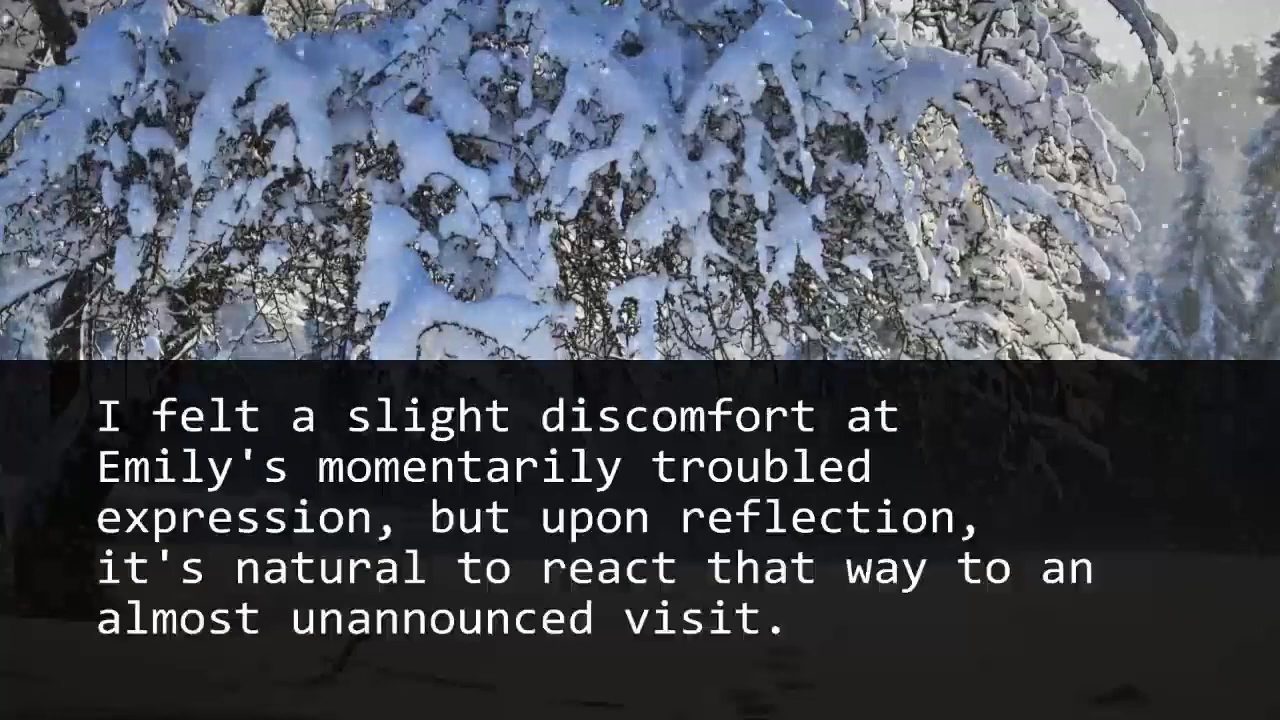 I felt a slight discomfort at
Emily's momentarily troubled
expression, but upon reflection,
it's natural to react that way to an
almost unannounced visit.